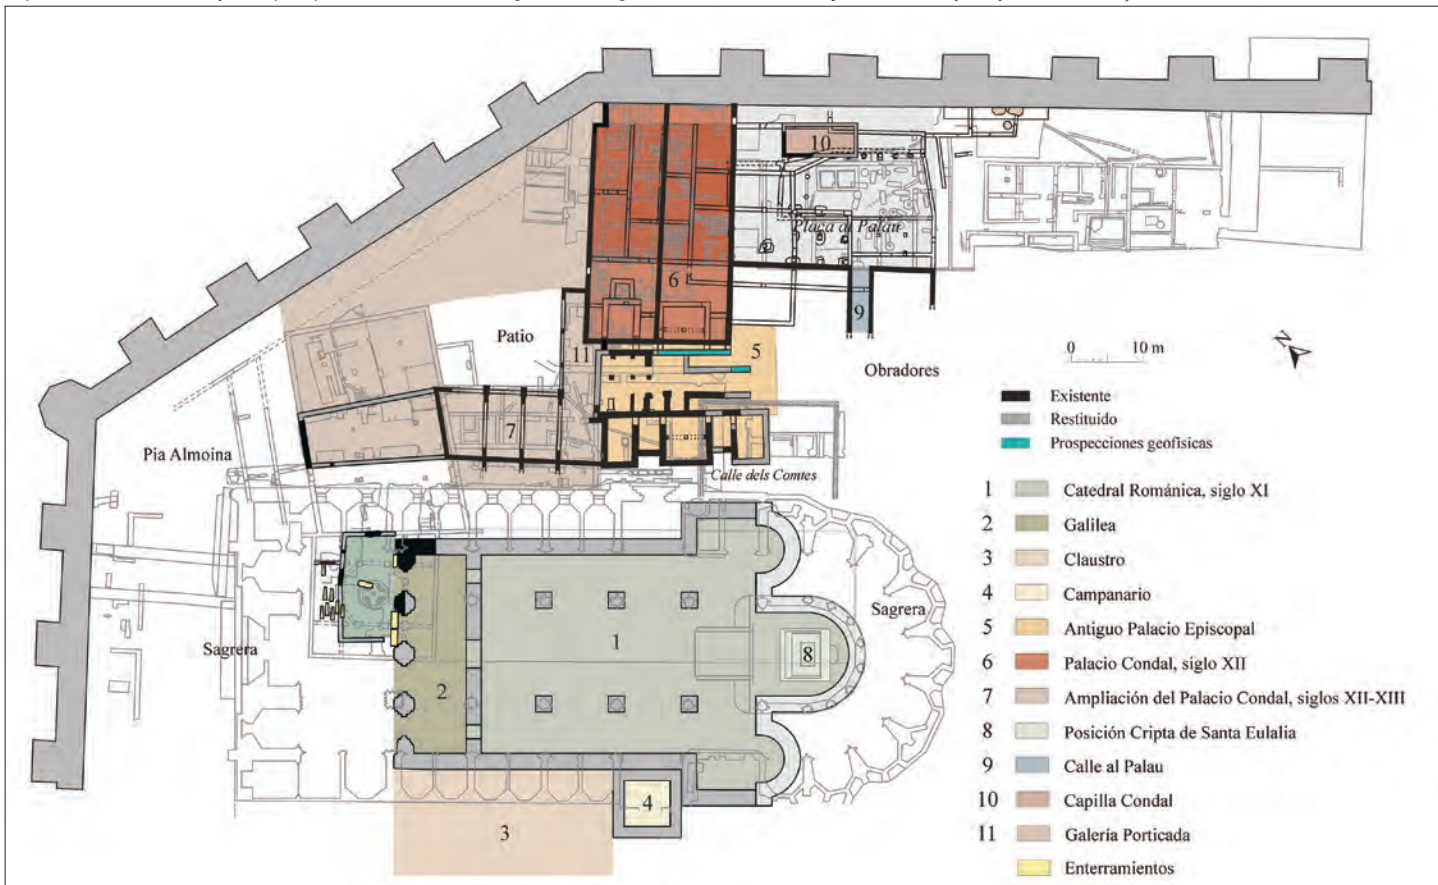 10
Plaça al Palau
6
9
Patio
11
5
Obradores
N
0 10 m
7
Pia Almoina
Calle dels Comtes
1
8
Sagrera
Sagrera
2
4
3
Existente
Restituido
Prospecciones geofísicas
1 Catedral Románica, siglo XI
2 Galilea
3 Claustro
4 Campanario
5 Antiguo Palacio Episcopal
6 Palacio Condal, siglo XII
7 Ampliación del Palacio Condal, siglos XII-XIII
8 Posición Cripta de Santa Eulalia
9 Calle al Palau
10 Capilla Condal
11 Galería Porticada
Enterramientos